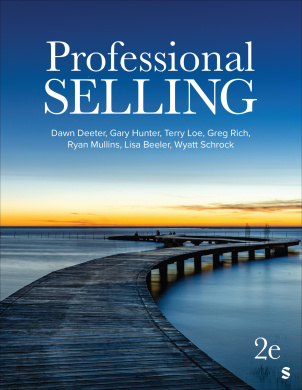 Professional
SELLING
Dawn Deeter, Gary Hunter, Terry Loe, Greg Rich,
Ryan Mullins, Lisa Beeler, Wyatt Schrock
2e
S